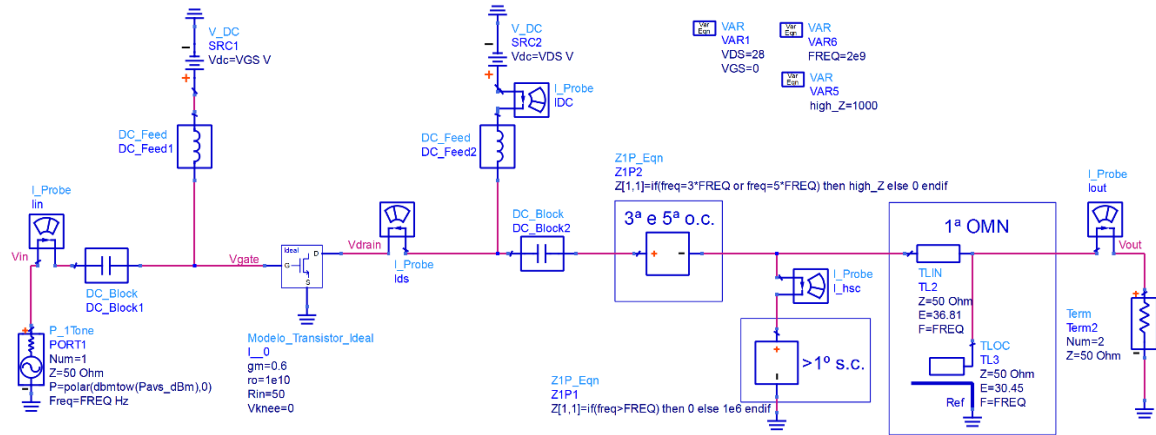 V_DC
SRC1
Vdc=VGS V
V_DC
SRC2
Vdc=VDS V
I_Probe
IDC
Var
Eqn
VAR
VAR1
VDS=28
VGS=0
Var
Eqn
VAR
VAR6
FREQ=2e9
Var
Eqn
VAR
VAR5
high_Z=1000
DC_Feed
DC_Feed1
DC_Feed
DC_Feed2
I_Probe
Iin
Vin
DC_Block
DC_Block1
Vgate
Ideal
G
D
S
Vdrain
I_Probe
Ids
DC_Block
DC_Block2
Z1P_Eqn
Z1P2
Z[1,1]=if(freq=3*FREQ or freq=5*FREQ) then high_Z else 0 endif
3ª e 5ª o.c.
I_Probe
I_hsc
>1º s.c.
Z1P_Eqn
Z1P1
Z[1,1]=if(freq>FREQ) then 0 else 1e6 endif
1ª OMN
TLIN
TL2
Z=50 Ohm
E=36.81
F=FREQ
TLOC
TL3
Z=50 Ohm
E=30.45
F=FREQ
Ref
I_Probe
Iout
Vout
Term
Term2
Num=2
Z=50 Ohm
P_1Tone
PORT1
Num=1
Z=50 Ohm
P=polar(dbmtow(Pavs_dBm),0)
Freq=FREQ Hz
Modelo_Transistor_Ideal
I__0
gm=0.6
ro=1e10
Rin=50
Vknee=0